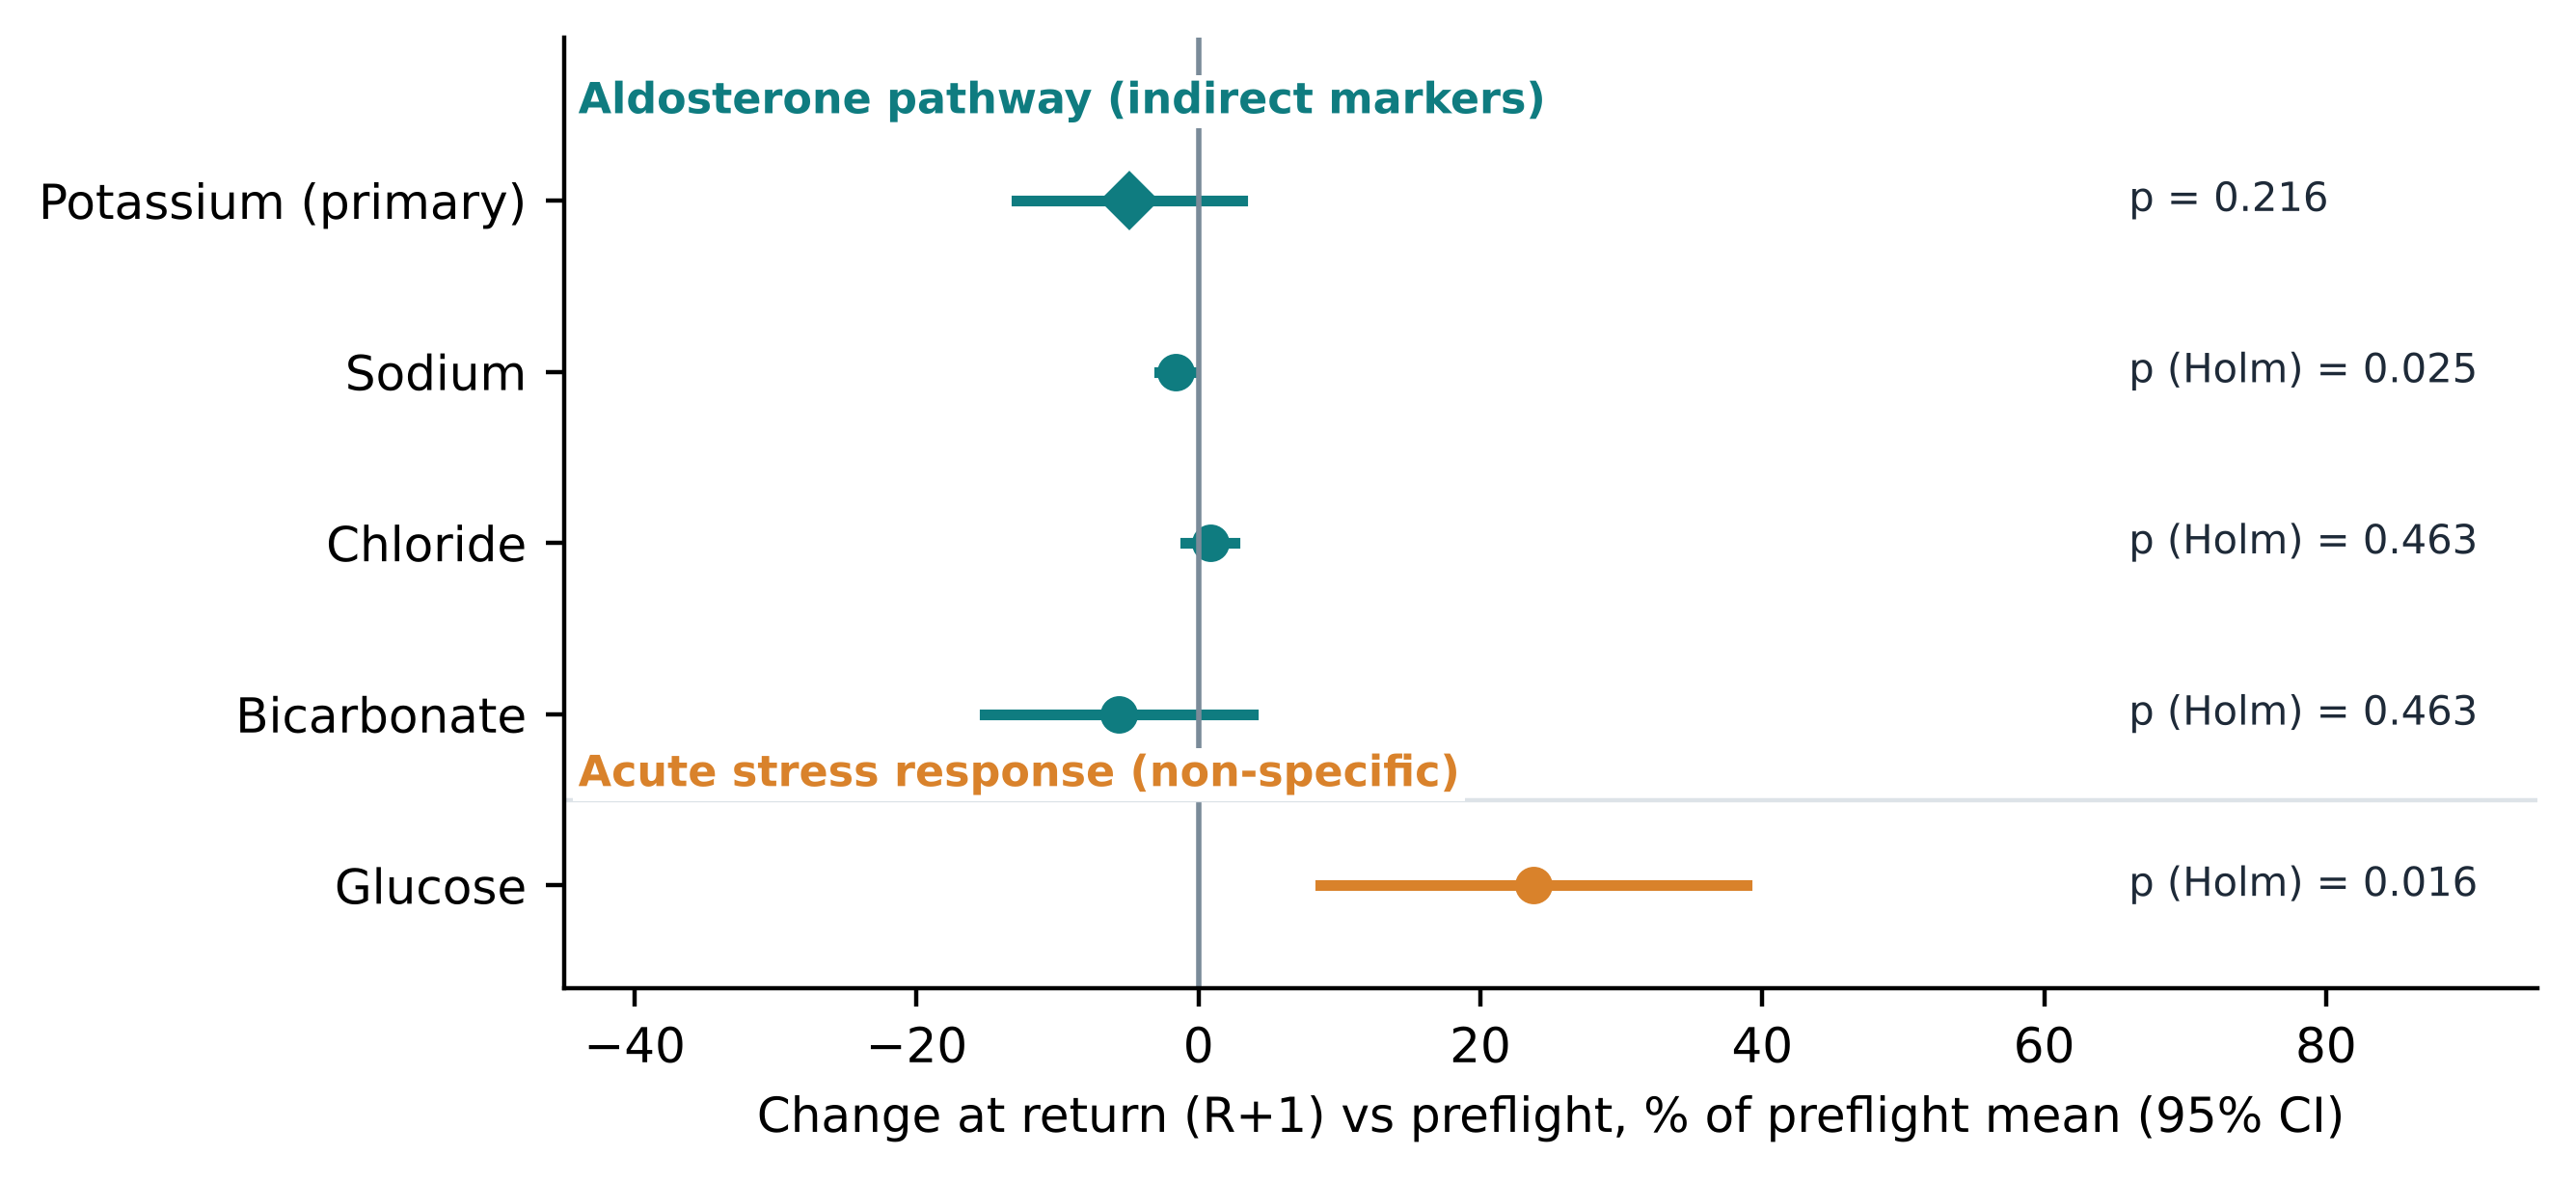 Aldosterone pathway (indirect markers)
Potassium (primary) p = 0.216
Sodium p (Holm) = 0.025
Chloride p (Holm) = 0.463
Bicarbonate p (Holm) = 0.463
Acute stress response (non-specific)
Glucose p (Holm) = 0.016
−40 −20 0 20 40 60 80
Change at return (R+1) vs preflight, % of preflight mean (95% CI)